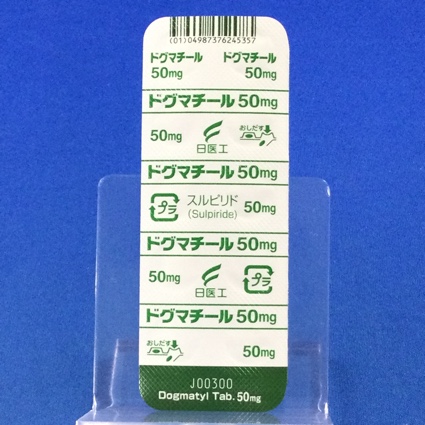 (01)04987376245357
ドグマチール ドグマチール
50mg 50mg
ドグマチール 50mg
50mg おしだす
日医工
ドグマチール 50mg
プラ スルピリド 50mg
(Sulpiride)
ドグマチール 50mg
50mg プラ
日医工
ドグマチール 50mg
おしだす
50mg
J00300
Dogmatyl Tab. 50mg